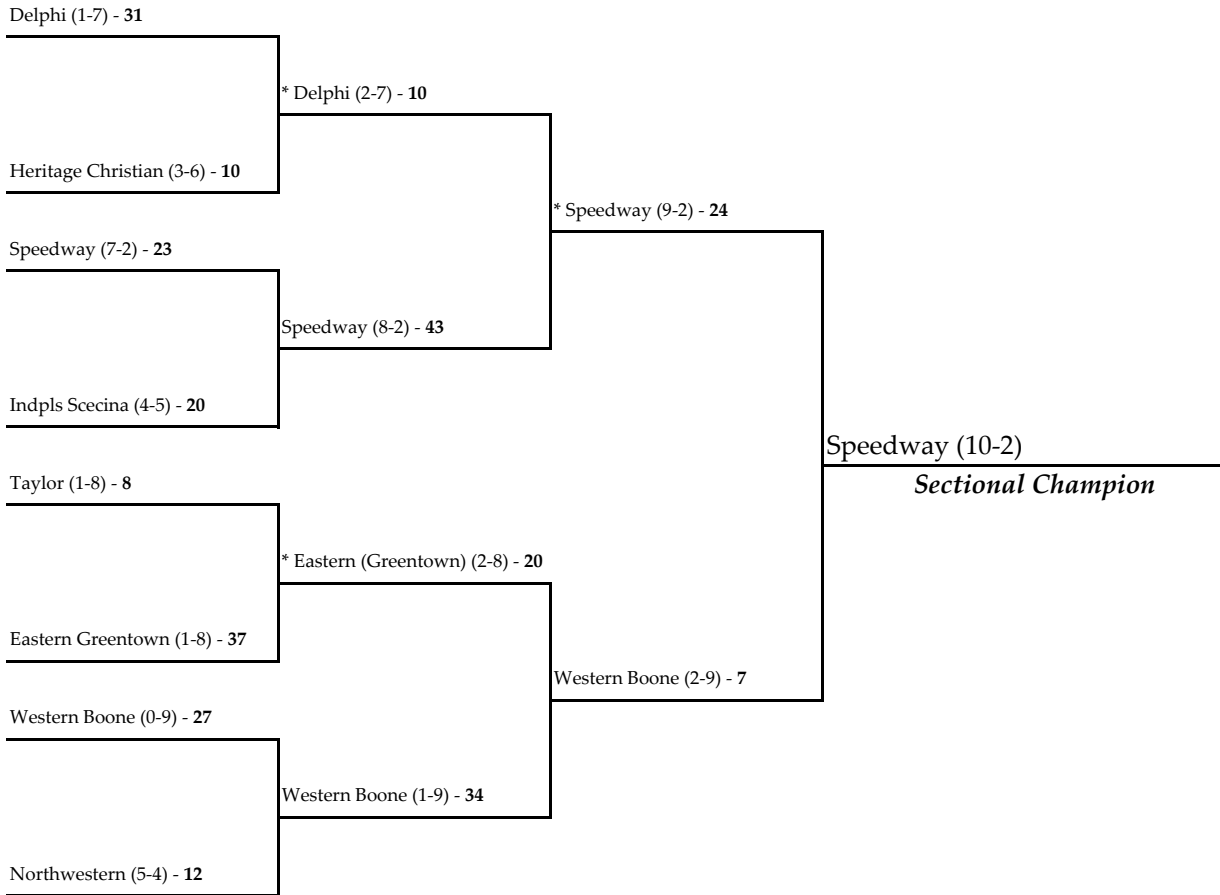 Delphi (1-7) - 31
* Delphi (2-7) - 10
Heritage Christian (3-6) - 10
* Speedway (9-2) - 24
Speedway (7-2) - 23
Speedway (8-2) - 43
Indpls Scecina (4-5) - 20
Speedway (10-2)
Sectional Champion
Taylor (1-8) - 8
* Eastern (Greentown) (2-8) - 20
Eastern Greentown (1-8) - 37
Western Boone (2-9) - 7
Western Boone (0-9) - 27
Western Boone (1-9) - 34
Northwestern (5-4) - 12